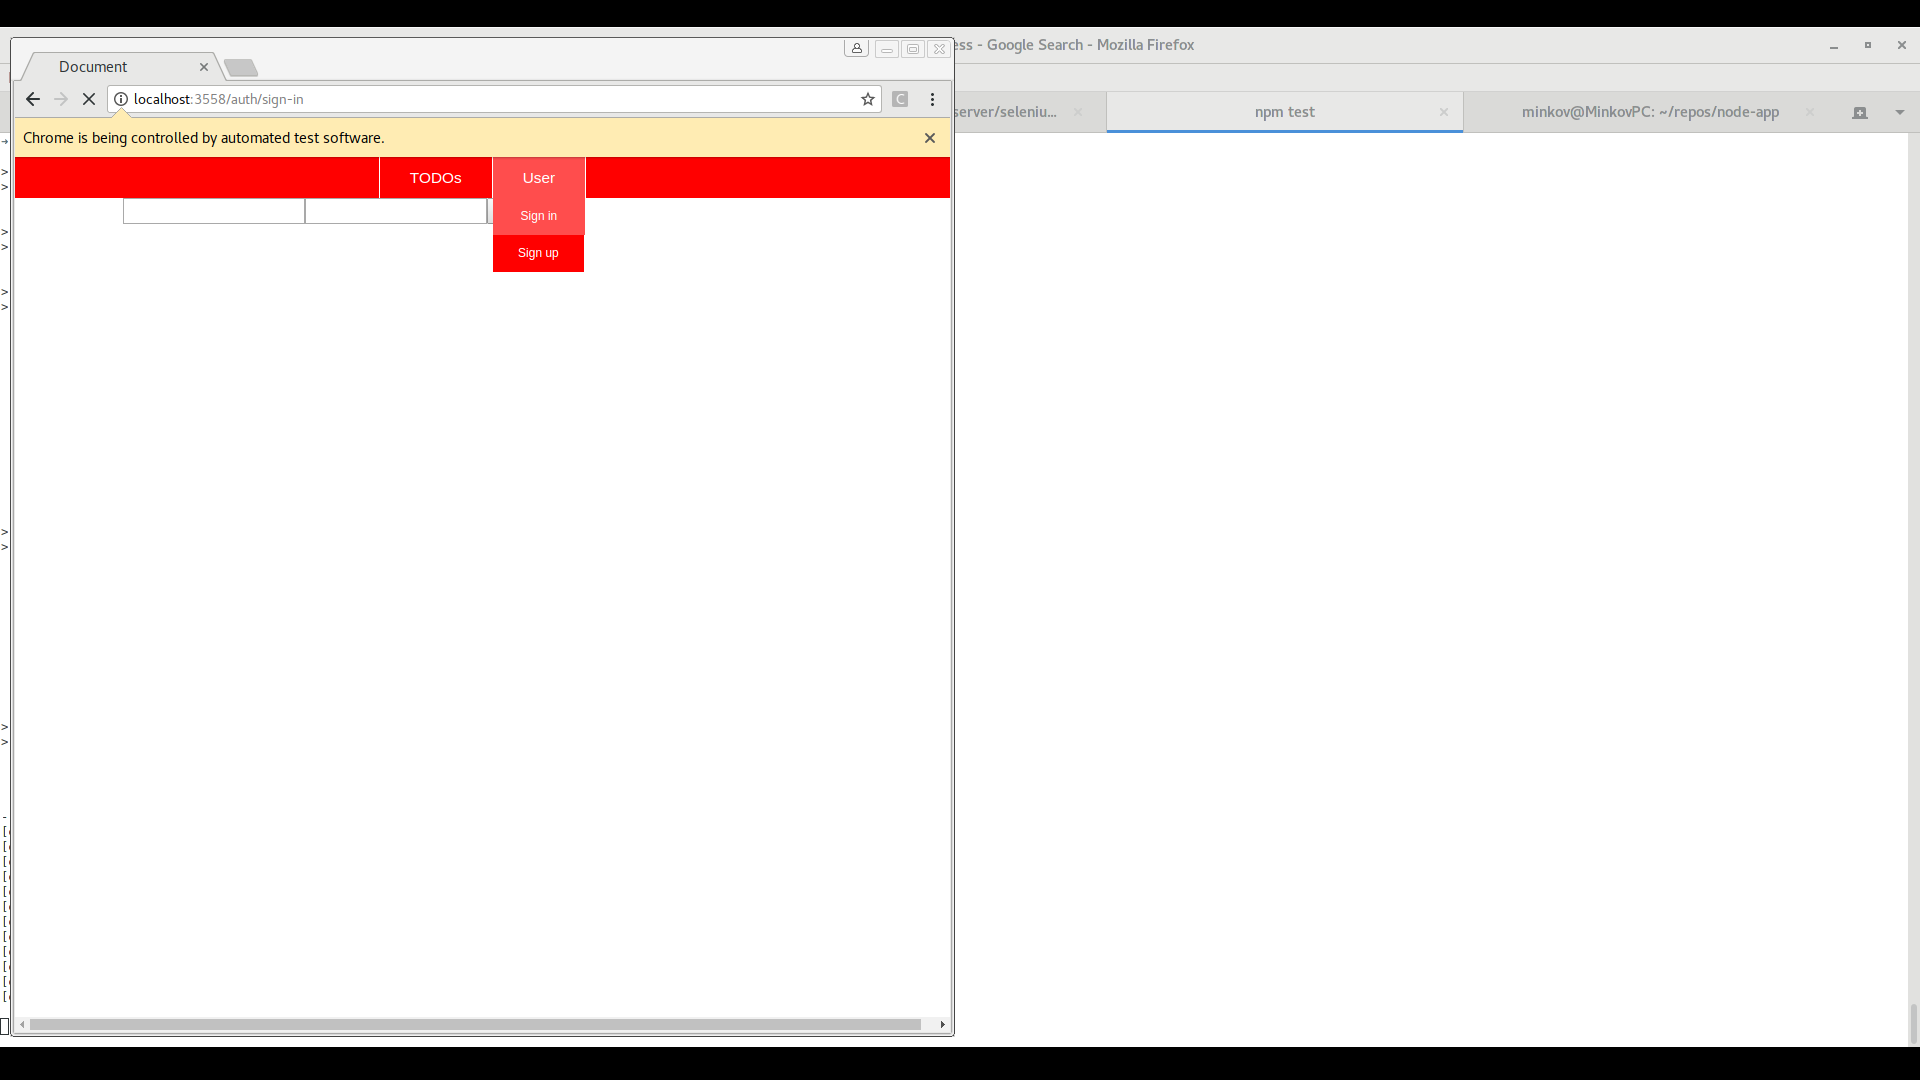 ess - Google Search - Mozilla Firefox
Document
localhost:3558/auth/sign-in
server/seleniu...
npm test
minkov@MinkovPC: ~/repos/node-app
Chrome is being controlled by automated test software.
TODOs
User
Sign in
Sign up